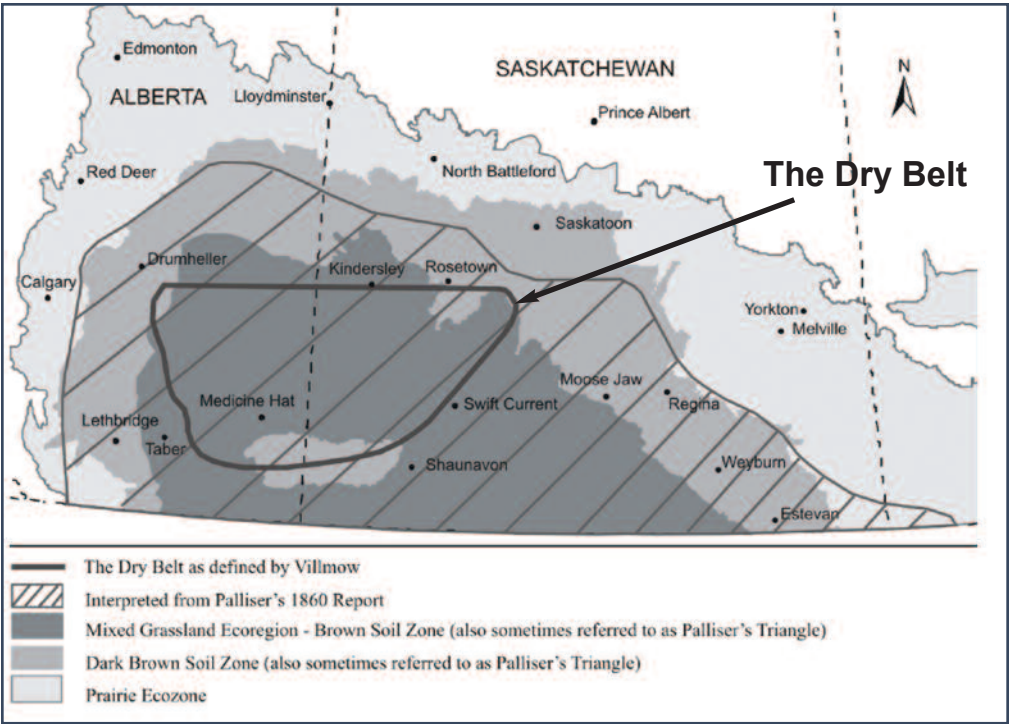 Edmonton
SASKATCHEWAN
N
ALBERTA
Lloydminster
Prince Albert
Red Deer
North Battleford
The Dry Belt
Saskatoon
Drumheller
Kindersley
Rosetown
Calgary
Yorkton
Melville
Moose Jaw
Medicine Hat
Swift Current
Regina
Lethbridge
Taber
Shaunavon
Weyburn
Estevan
The Dry Belt as defined by Villmow
Interpreted from Palliser's 1860 Report
Mixed Grassland Ecoregion - Brown Soil Zone (also sometimes referred to as Palliser's Triangle)
Dark Brown Soil Zone (also sometimes referred to as Palliser's Triangle)
Prairie Ecozone